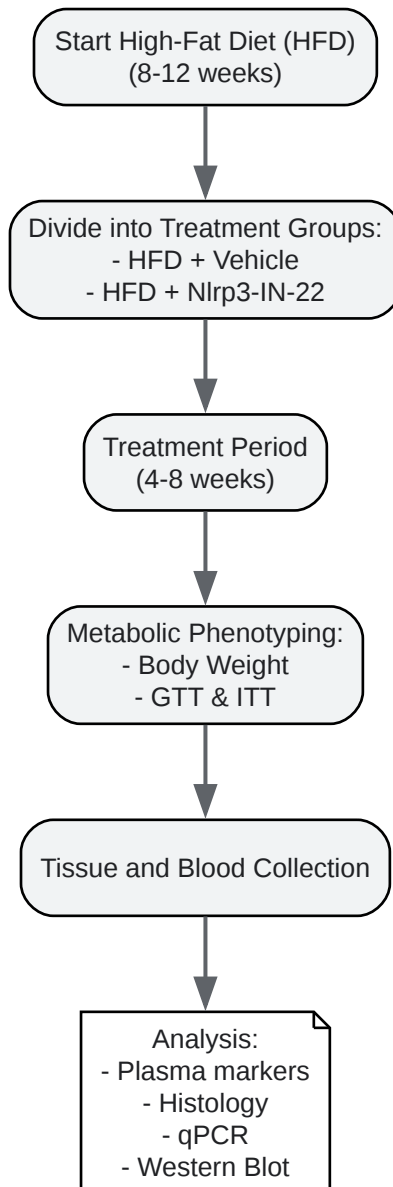 Start High-Fat Diet (HFD)
(8-12 weeks)
Divide into Treatment Groups:
- HFD + Vehicle
- HFD + Nlrp3-IN-22
Treatment Period
(4-8 weeks)
Metabolic Phenotyping:
- Body Weight
- GTT & ITT
Tissue and Blood Collection
Analysis:
- Plasma markers
- Histology
- qPCR
- Western Blot